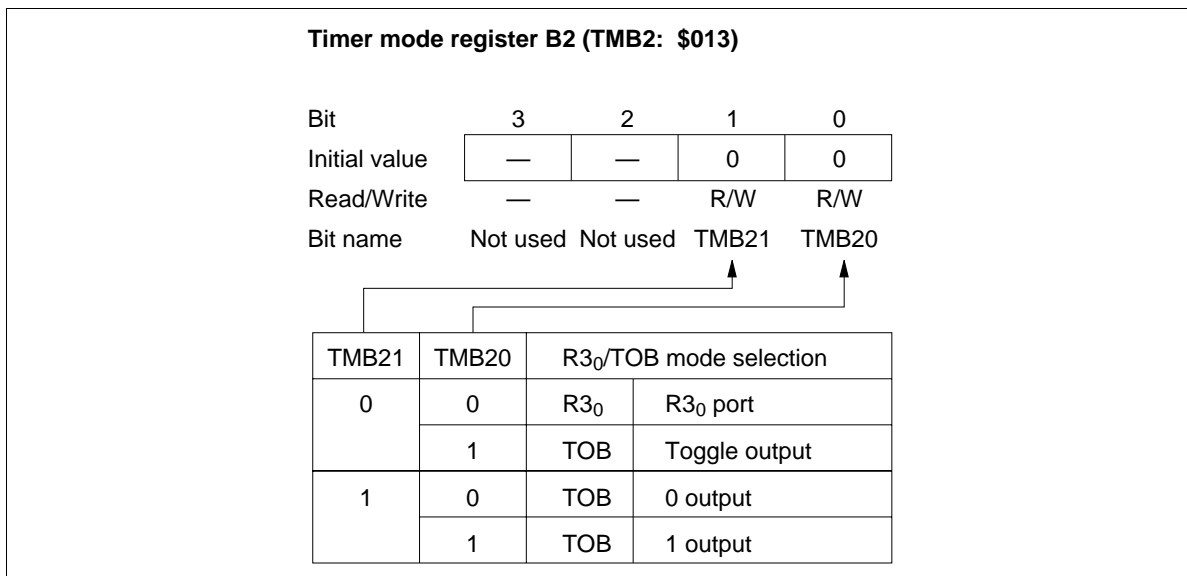 Timer mode register B2 (TMB2: $013)
Bit 3 2 1 0
Initial value — — 0 0
Read/Write — — R/W R/W
Bit name Not used Not used TMB21 TMB20
TMB21 TMB20 R3₀/TOB mode selection
0 0 R3₀ R3₀ port
1 TOB Toggle output
1 0 TOB 0 output
1 TOB 1 output